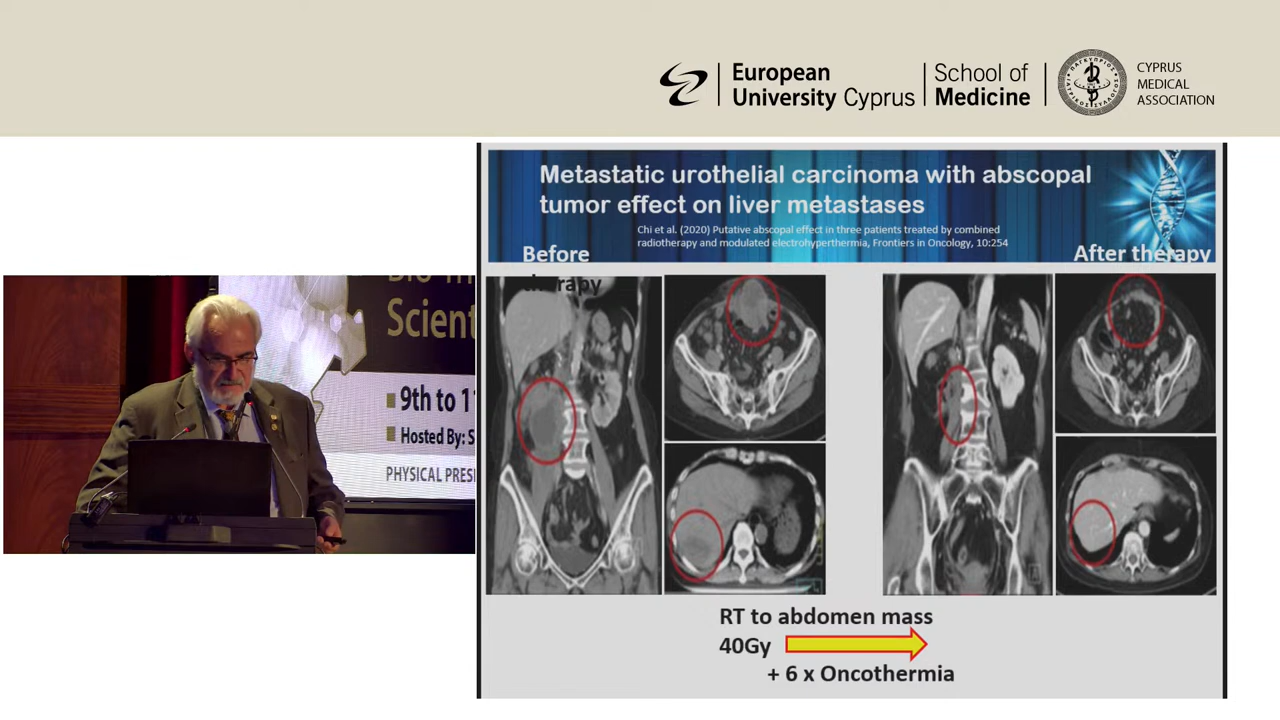 European
University Cyprus
School of
Medicine
CYPRUS
MEDICAL
ASSOCIATION
Metastatic urothelial carcinoma with abscopal
tumor effect on liver metastases
Chi et al. (2020) Putative abscopal effect in three patients treated by combined
radiotherapy and modulated electrohyperthermia, Frontiers in Oncology, 10:254
Before
therapy
After therapy
Scient
9th to 1
Hosted By: S
PHYSICAL PRES
RT to abdomen mass
40Gy
+ 6 x Oncothermia